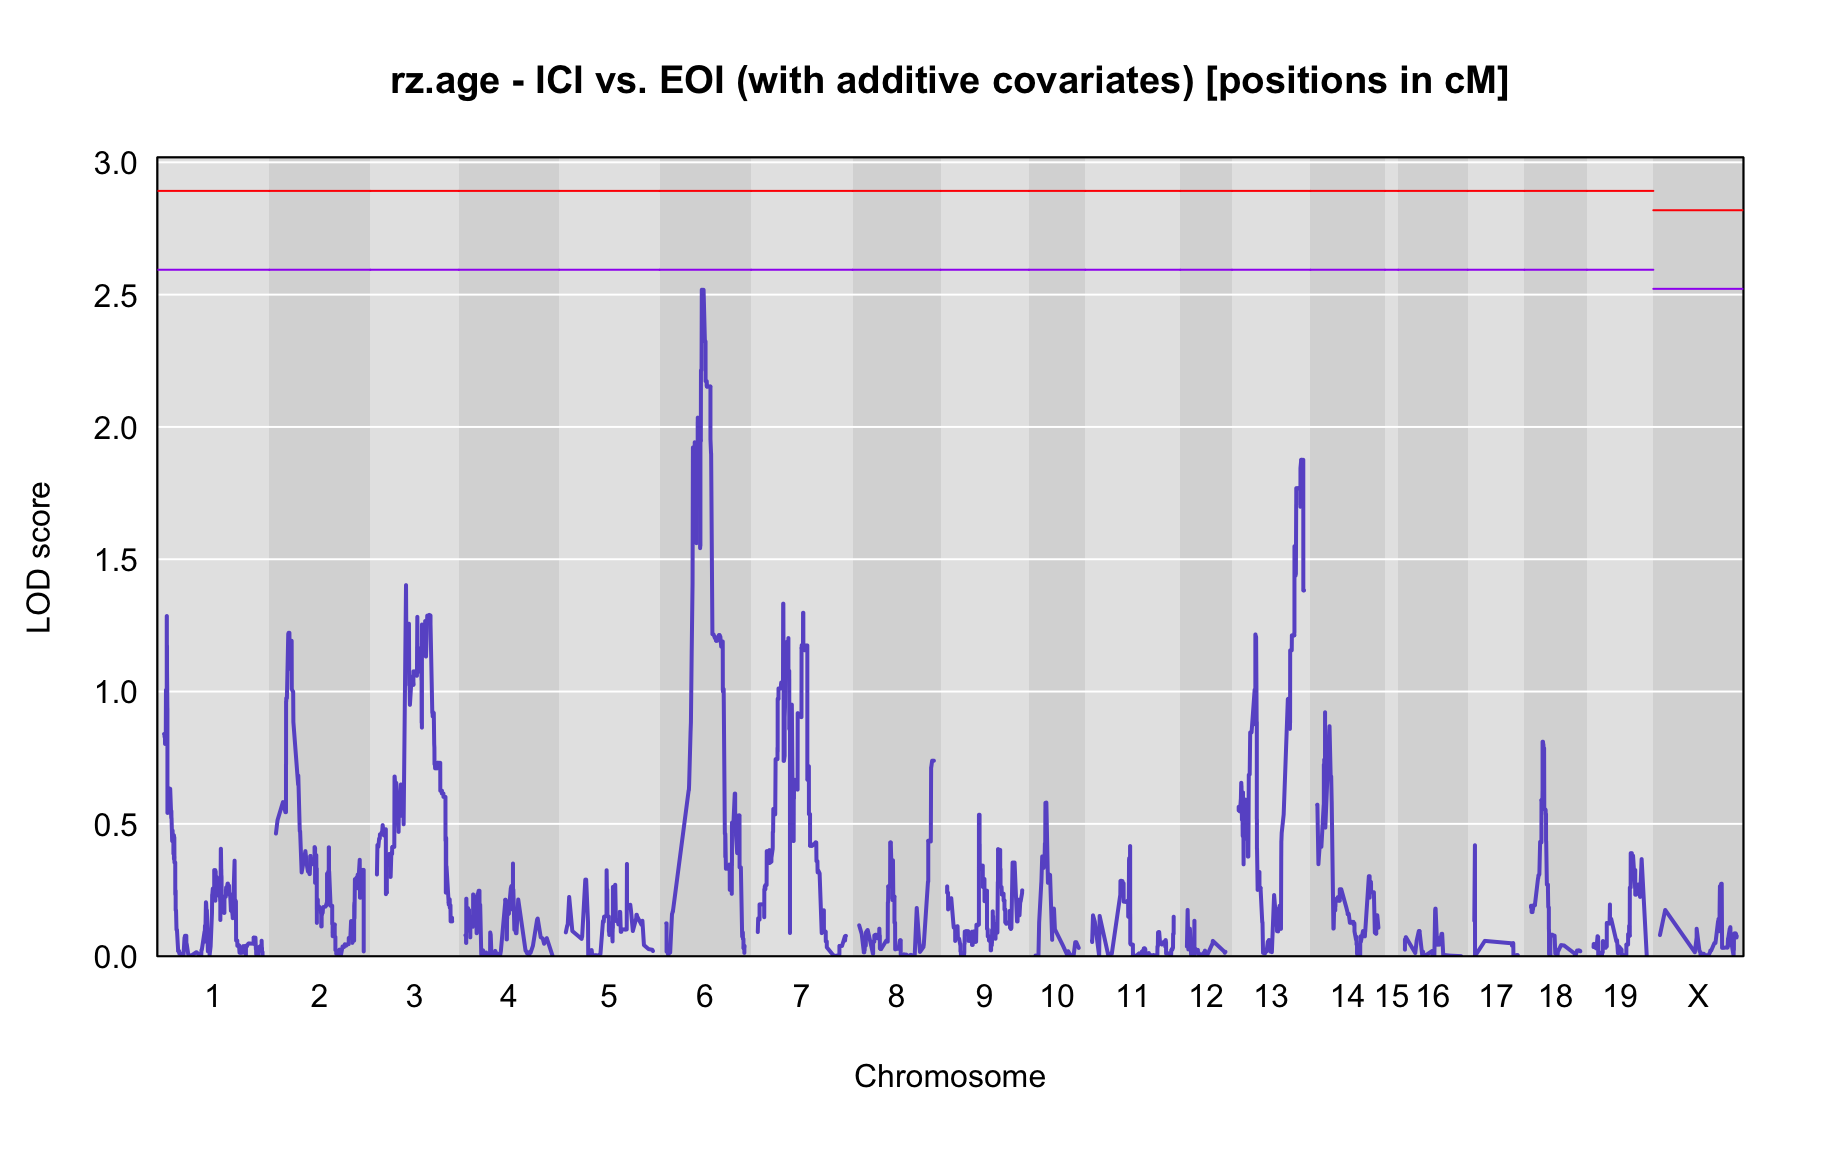 rz.age - ICI vs. EOI (with additive covariates) [positions in cM]
3.0
2.5
2.0
1.5
1.0
0.5
0.0
LOD score
1 2 3 4 5 6 7 8 9 10 11 12 13 14 15 16 17 18 19 X
Chromosome